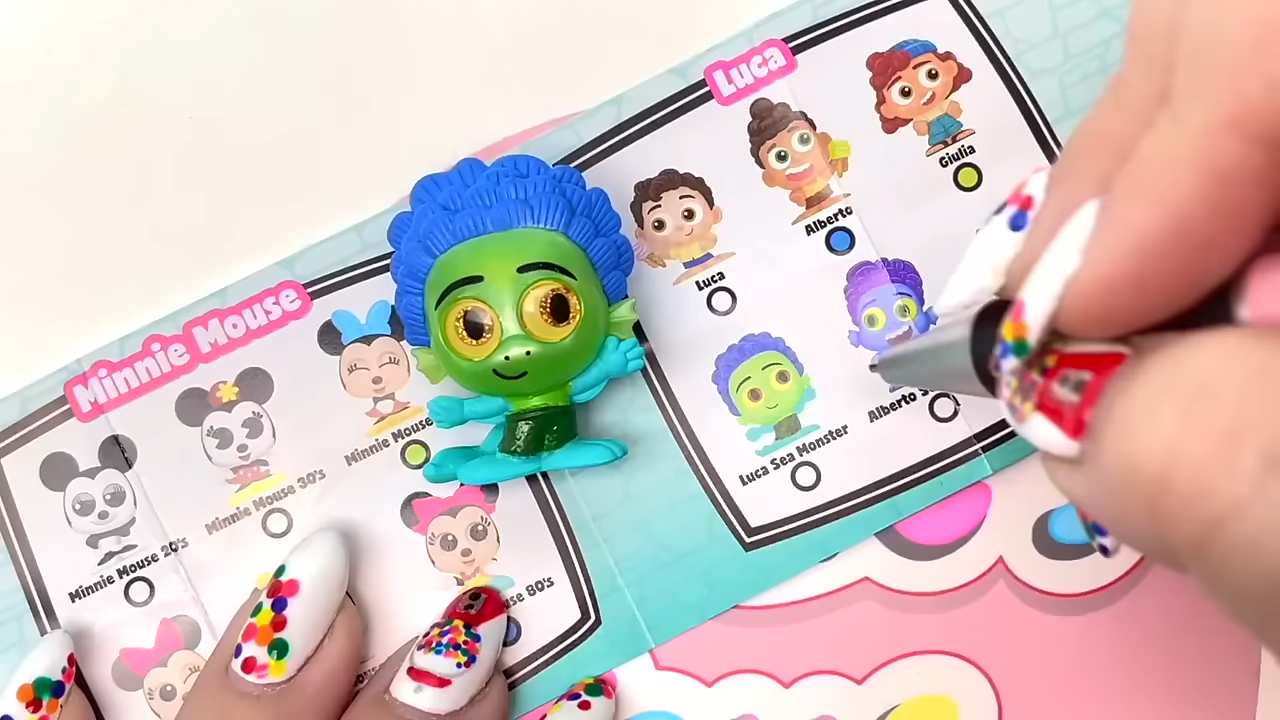 Minnie Mouse
Minnie Mouse 20's
Minnie Mouse 30's
Minnie Mouse
80's
Luca
Luca
Alberto
Giulia
Luca Sea Monster
Alberto